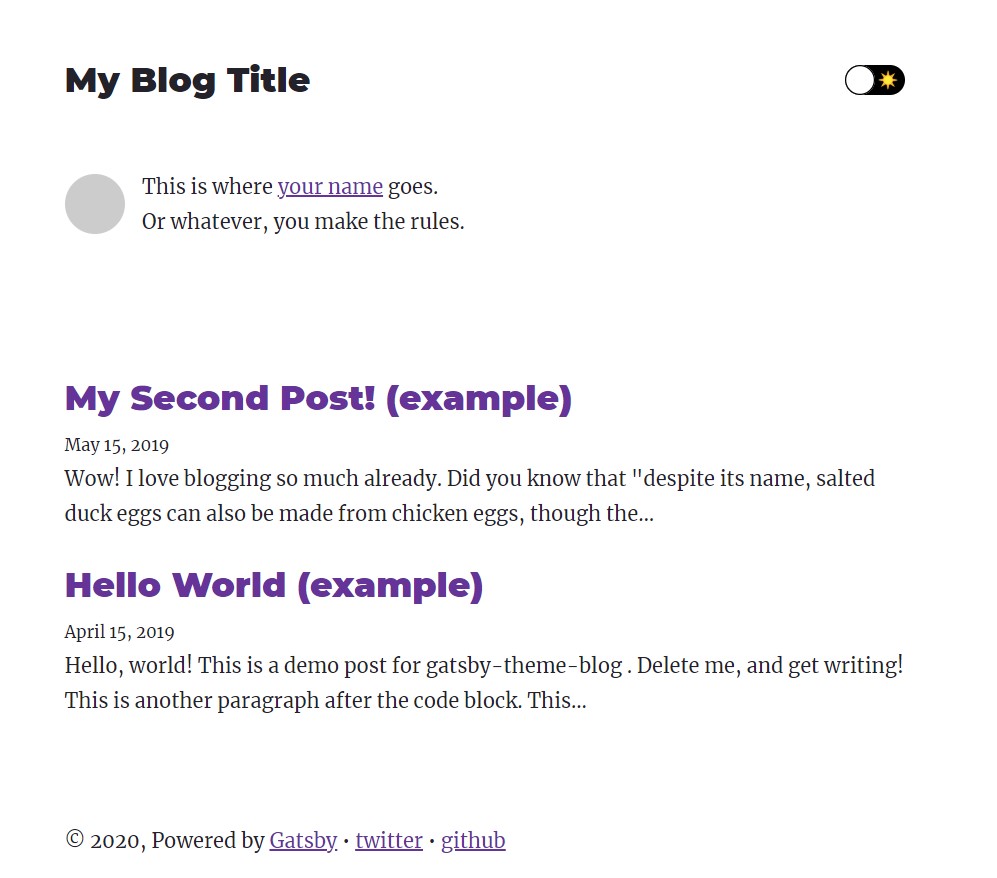 My Blog Title
This is where your name goes.
Or whatever, you make the rules.
My Second Post! (example)
May 15, 2019
Wow! I love blogging so much already. Did you know that "despite its name, salted
duck eggs can also be made from chicken eggs, though the…
Hello World (example)
April 15, 2019
Hello, world! This is a demo post for gatsby-theme-blog . Delete me, and get writing!
This is another paragraph after the code block. This…
© 2020, Powered by Gatsby • twitter • github